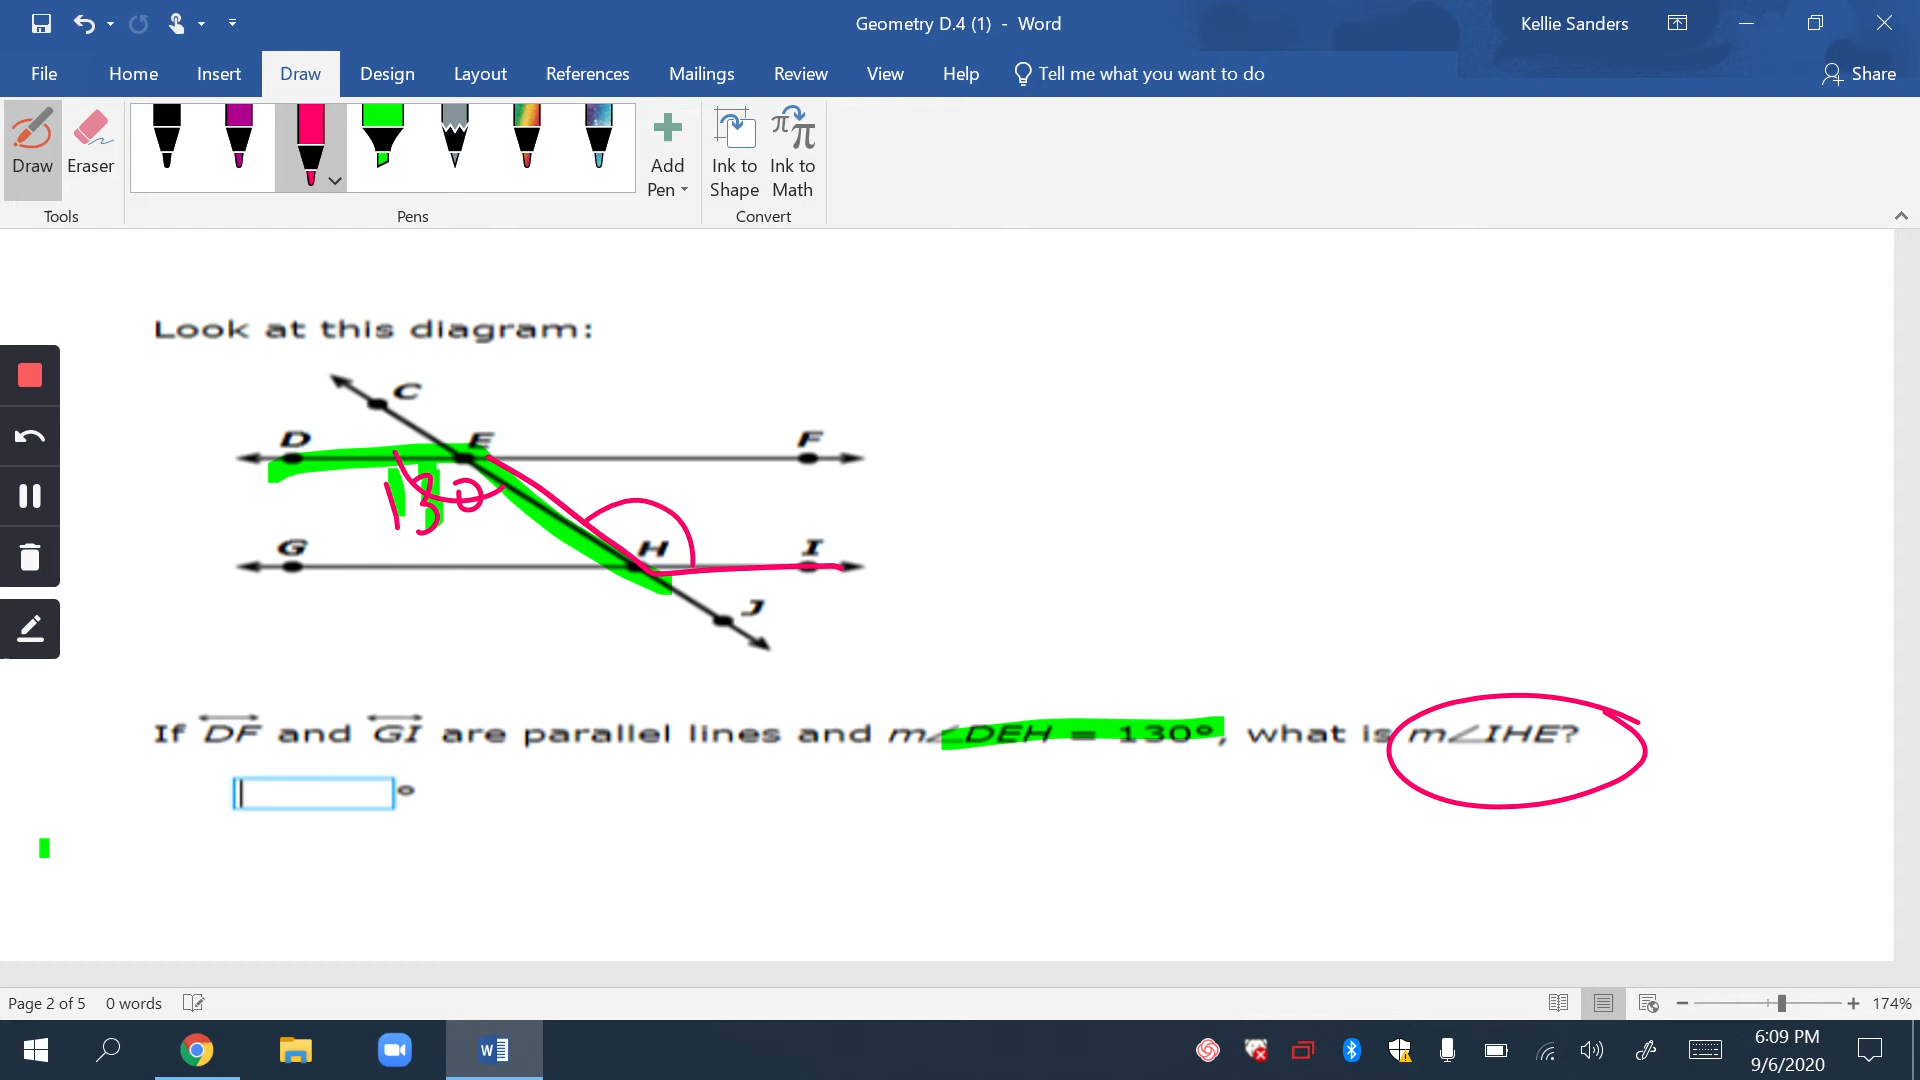 Geometry D.4 (1) - Word
Kellie Sanders
File Home Insert Draw Design Layout References Mailings Review View Help Tell me what you want to do Share
Draw Eraser
Add Pen
Ink to Shape
Ink to Math
Tools Pens Convert
Look at this diagram:
C
D E F
130
G H I
J
If DF and GI are parallel lines and m∠DEH = 130°, what is m∠IHE?
°
Page 2 of 5 0 words 174%
6:09 PM
9/6/2020